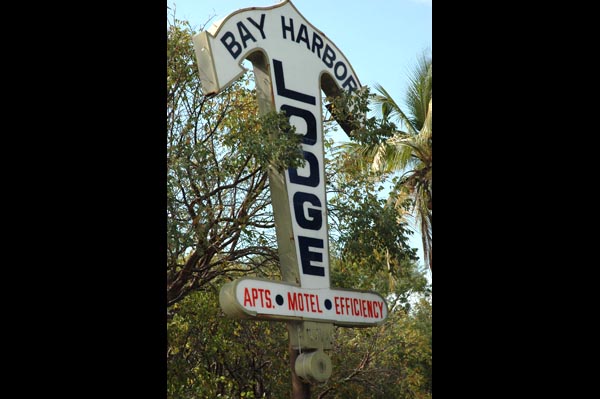 BAY HARBOR
LODGE
APTS. • MOTEL • EFFICIENCY